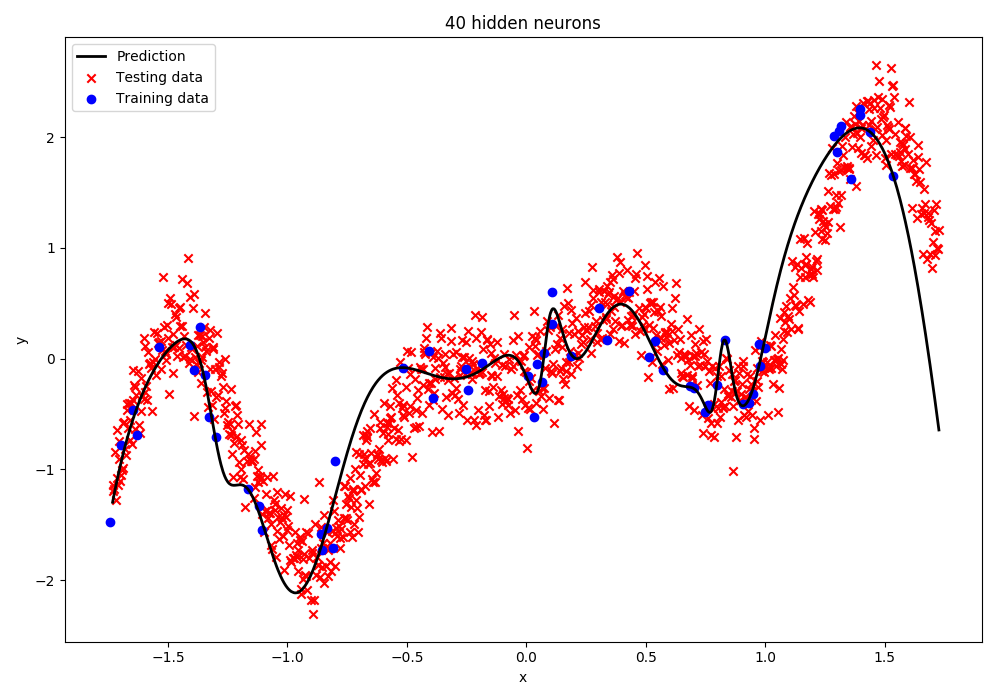 40 hidden neurons
Prediction
Testing data
Training data
y
2
1
0
−1
−2
−1.5 −1.0 −0.5 0.0 0.5 1.0 1.5
x